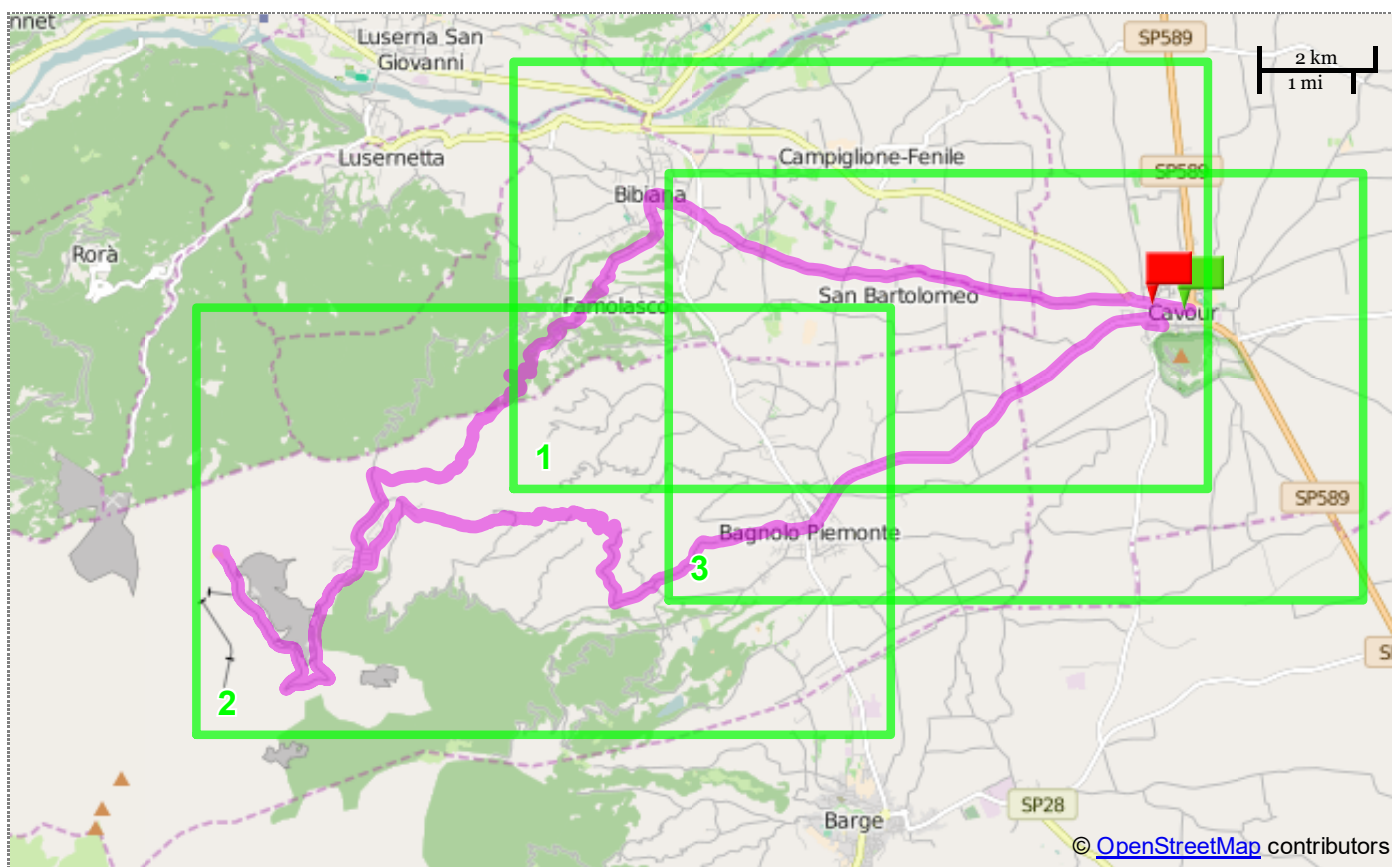 nnet
Luserna San
Giovanni
SP589
2 km
1 mi
Lusernetta
Campiglione-Fenile
SP589
Bibiana
Rorà
San Bartolomeo
Famolasco
Cavour
1
SP589
Bagnolo Piemonte
3
2
S
SP28
Barge
© OpenStreetMap contributors